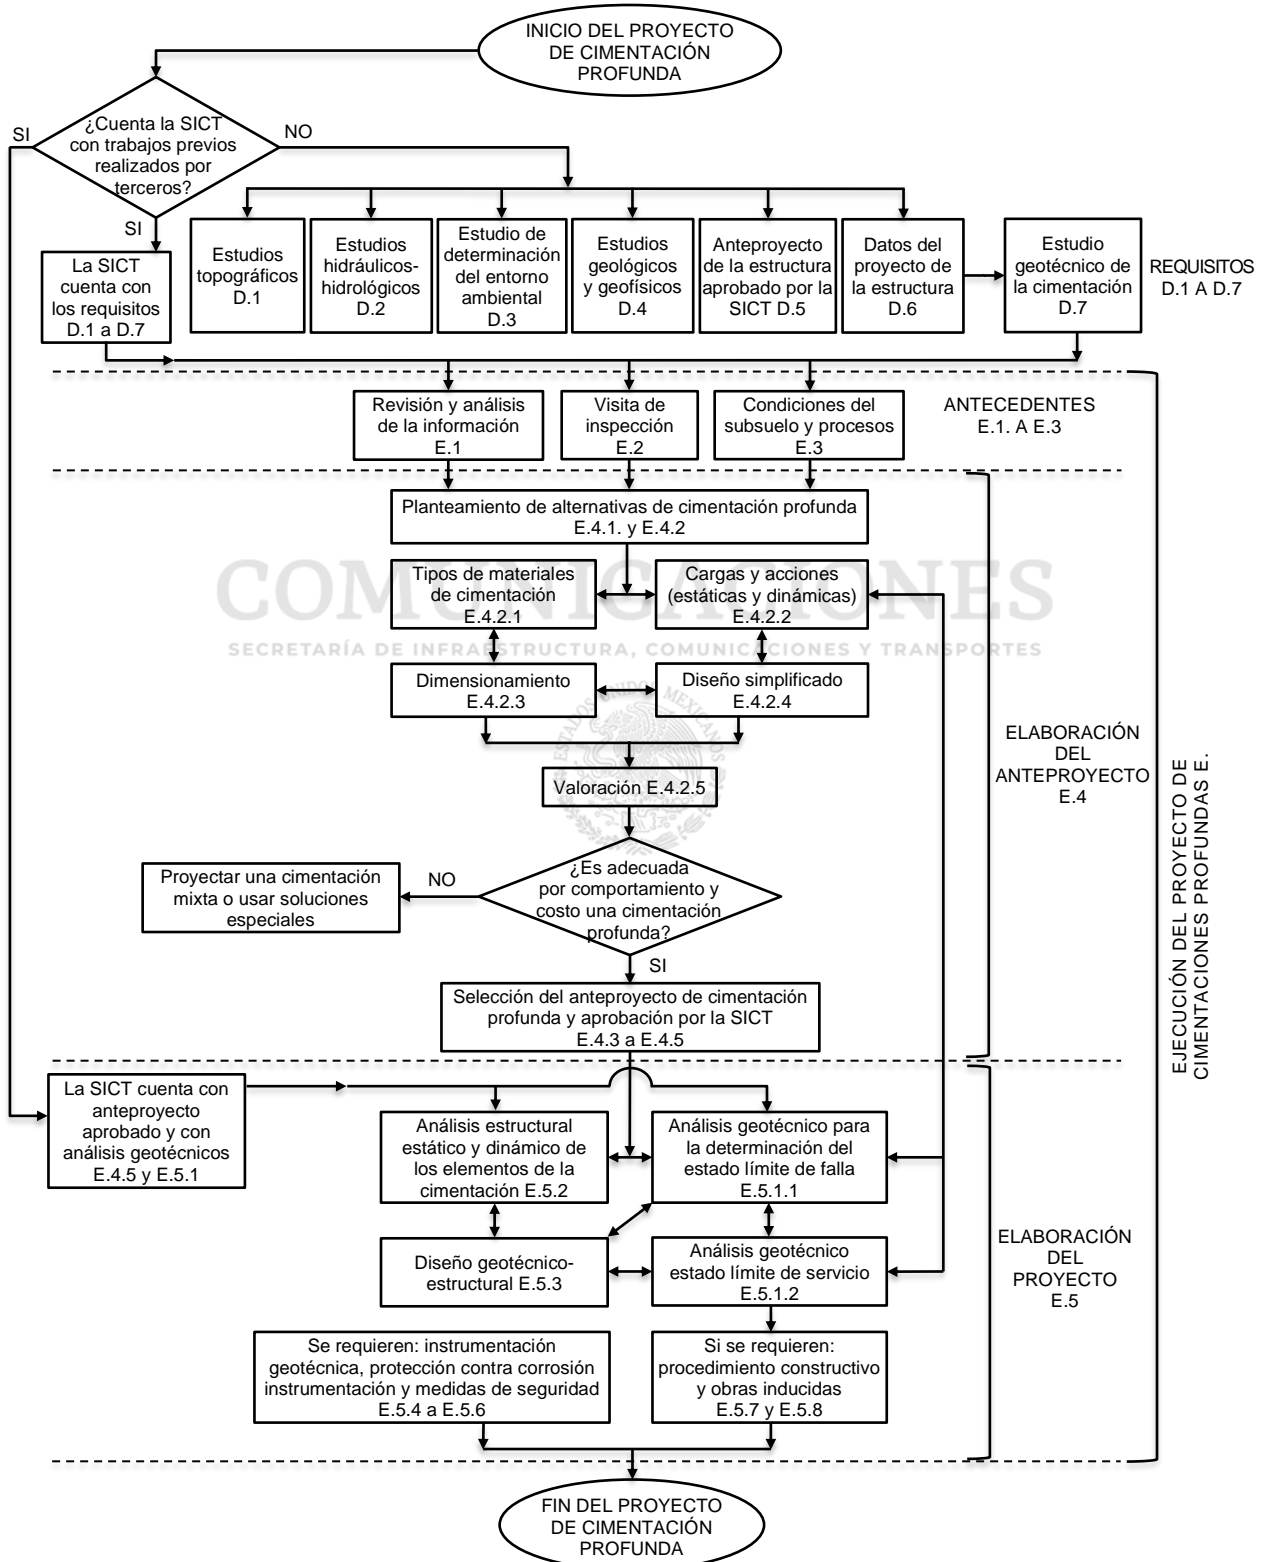 INICIO DEL PROYECTO
DE CIMENTACIÓN
PROFUNDA
SI
¿Cuenta la SICT
con trabajos previos
realizados por
terceros?
NO
SI
La SICT
cuenta con
los requisitos
D.1 a D.7
Estudios
topográficos
D.1
Estudios
hidráulicos-
hidrológicos
D.2
Estudio de
determinación
del entorno
ambiental
D.3
Estudios
geológicos
y geofísicos
D.4
Anteproyecto
de la estructura
aprobado por la
SICT D.5
Datos del
proyecto de
la estructura
D.6
Estudio
geotécnico de
la cimentación
D.7
REQUISITOS
D.1 A D.7
Revisión y análisis
de la información
E.1
Visita de
inspección
E.2
Condiciones del
subsuelo y procesos
E.3
ANTECEDENTES
E.1. A E.3
Planteamiento de alternativas de cimentación profunda
E.4.1. y E.4.2
COMUNICACIONES
SECRETARÍA DE INFRAESTRUCTURA, COMUNICACIONES Y TRANSPORTES
Tipos de materiales
de cimentación
E.4.2.1
Cargas y acciones
(estáticas y dinámicas)
E.4.2.2
Dimensionamiento
E.4.2.3
Diseño simplificado
E.4.2.4
ESTADOS UNIDOS MEXICANOS
Valoración E.4.2.5
¿Es adecuada
por comportamiento y
costo una cimentación
profunda?
NO
Proyectar una cimentación
mixta o usar soluciones
especiales
SI
Selección del anteproyecto de cimentación
profunda y aprobación por la SICT
E.4.3 a E.4.5
ELABORACIÓN
DEL
ANTEPROYECTO
E.4
EJECUCIÓN DEL PROYECTO DE
CIMENTACIONES PROFUNDAS E.
La SICT cuenta con
anteproyecto
aprobado y con
análisis geotécnicos
E.4.5 y E.5.1
Análisis estructural
estático y dinámico de
los elementos de la
cimentación E.5.2
Análisis geotécnico para
la determinación del
estado límite de falla
E.5.1.1
Diseño geotécnico-
estructural E.5.3
Análisis geotécnico
estado límite de servicio
E.5.1.2
ELABORACIÓN
DEL
PROYECTO
E.5
Se requieren: instrumentación
geotécnica, protección contra corrosión
instrumentación y medidas de seguridad
E.5.4 a E.5.6
Si se requieren:
procedimiento constructivo
y obras inducidas
E.5.7 y E.5.8
FIN DEL PROYECTO
DE CIMENTACIÓN
PROFUNDA